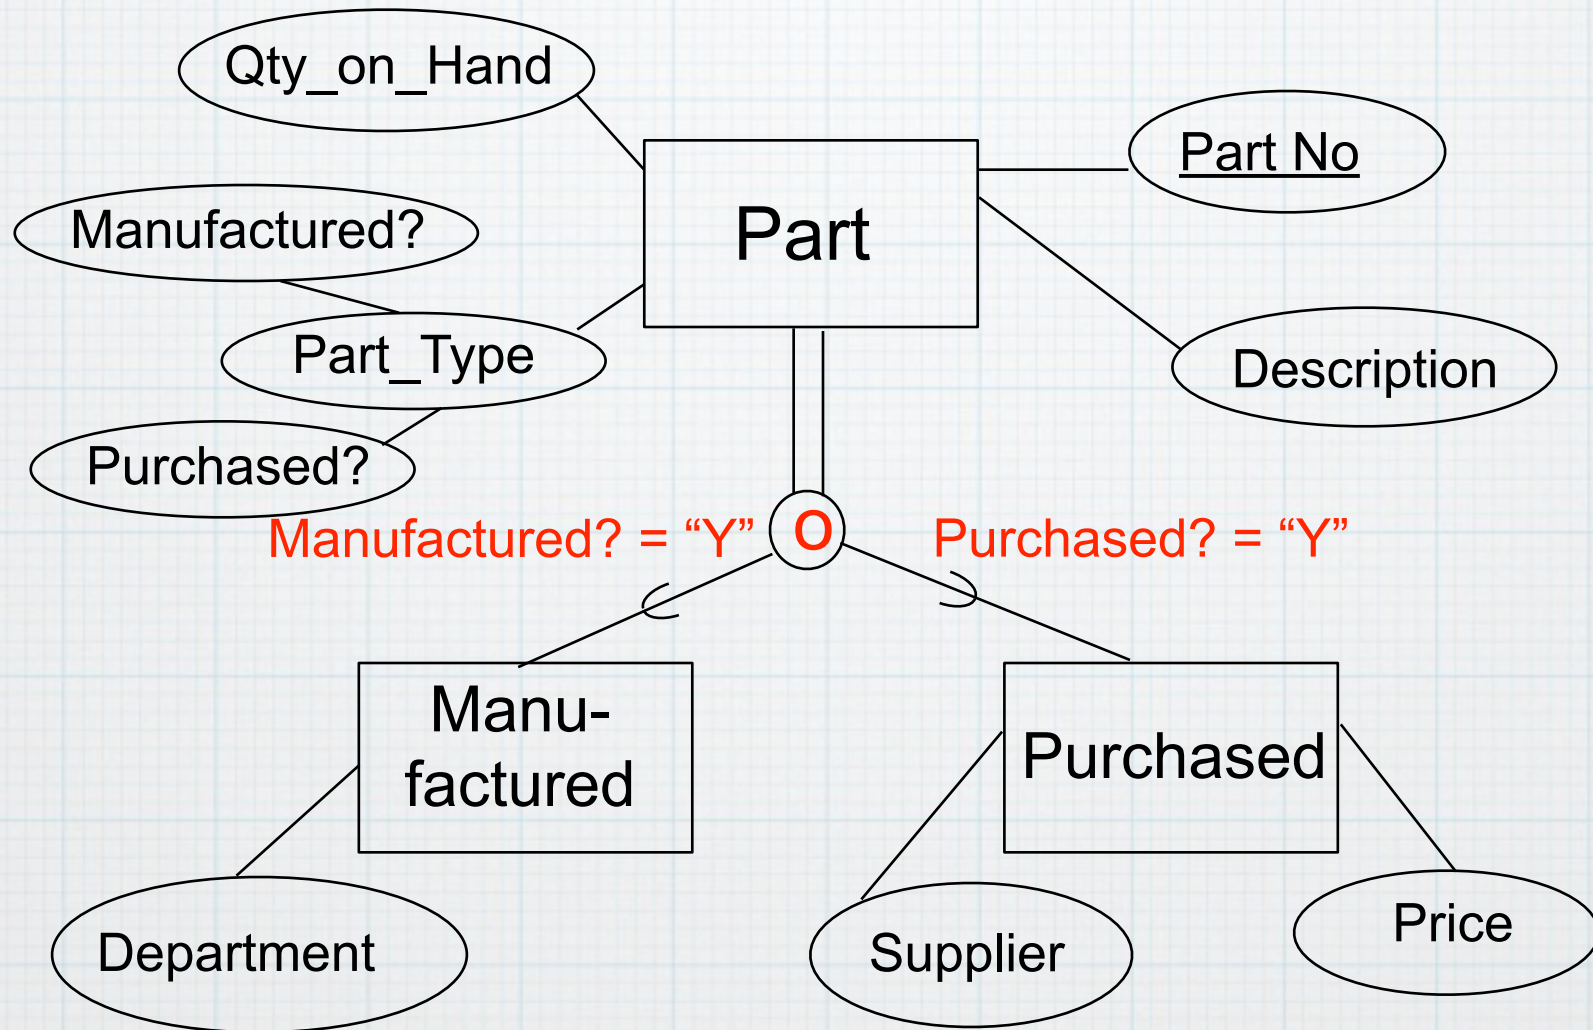 Qty_on_Hand
Part No
Manufactured?
Part
Part_Type
Description
Purchased?
Manufactured? = “Y”
O
Purchased? = “Y”
Manu-
factured
Purchased
Department
Supplier
Price